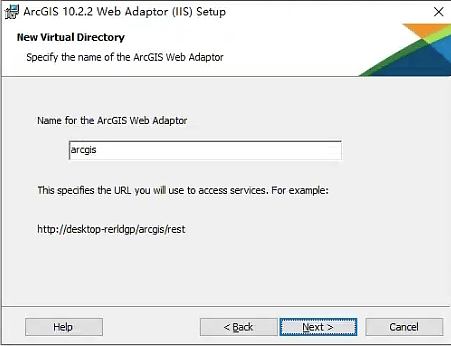 ArcGIS 10.2.2 Web Adaptor (IIS) Setup
New Virtual Directory
Specify the name of the ArcGIS Web Adaptor
Name for the ArcGIS Web Adaptor
arcgis
This specifies the URL you will use to access services. For example:
http://desktop-rerldgp/arcgis/rest
Help
< Back
Next >
Cancel